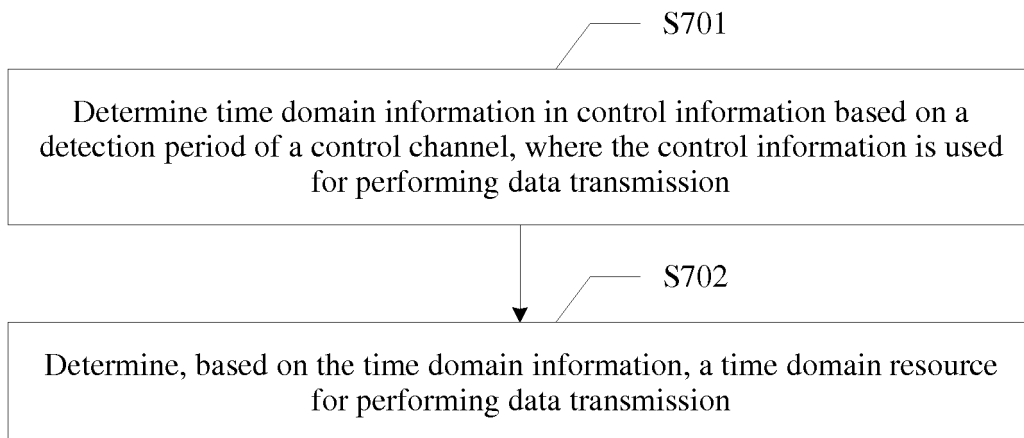 S701
Determine time domain information in control information based on a
detection period of a control channel, where the control information is used
for performing data transmission
S702
Determine, based on the time domain information, a time domain resource
for performing data transmission